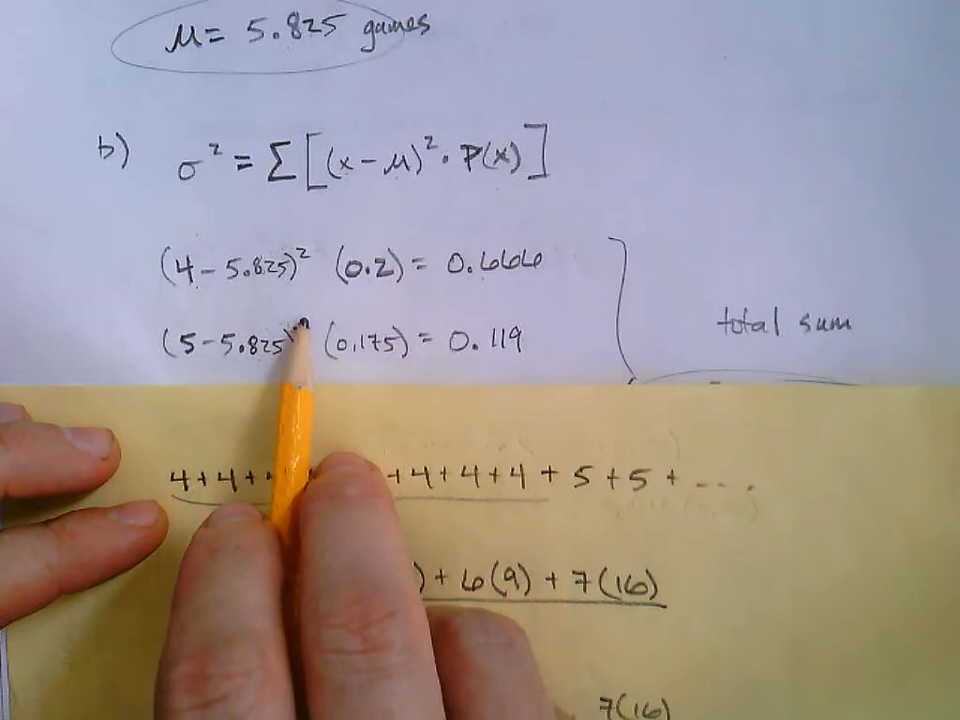 μ = 5.825 games
b) σ² = Σ [(x - μ)² · P(x)]
(4 - 5.825)² (0.2) = 0.666
(5 - 5.825) (0.175) = 0.119
total sum
4+4+ +4+4+4 + 5 +5 + ....
) + 6(9) + 7(16)
7(16)